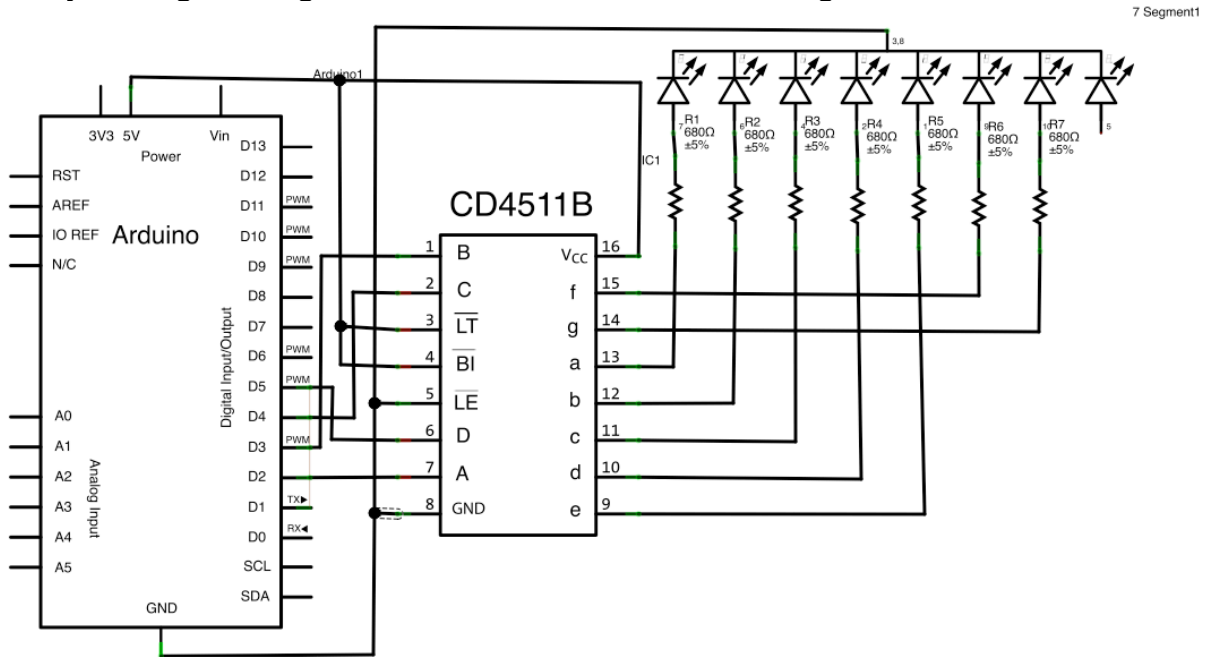 7 Segment1
3,8
Arduino1
3V3 5V Vin
Power
RST
AREF
IO REF
N/C
Arduino
A0
A1
A2
A3
A4
A5
Analog Input
Digital Input/Output
D13
D12
D11 PWM
D10 PWM
D9 PWM
D8
D7
D6 PWM
D5 PWM
D4
D3 PWM
D2
D1 TX
D0 RX
SCL
SDA
GND
IC1
CD4511B
1 B
2 C
3 LT
4 BI
5 LE
6 D
7 A
8 GND
VCC 16
f 15
g 14
a 13
b 12
c 11
d 10
e 9
7 R1
680Ω
±5%
6 R2
680Ω
±5%
4 R3
680Ω
±5%
2 R4
680Ω
±5%
1 R5
680Ω
±5%
9 R6
680Ω
±5%
10 R7
680Ω
±5%
5